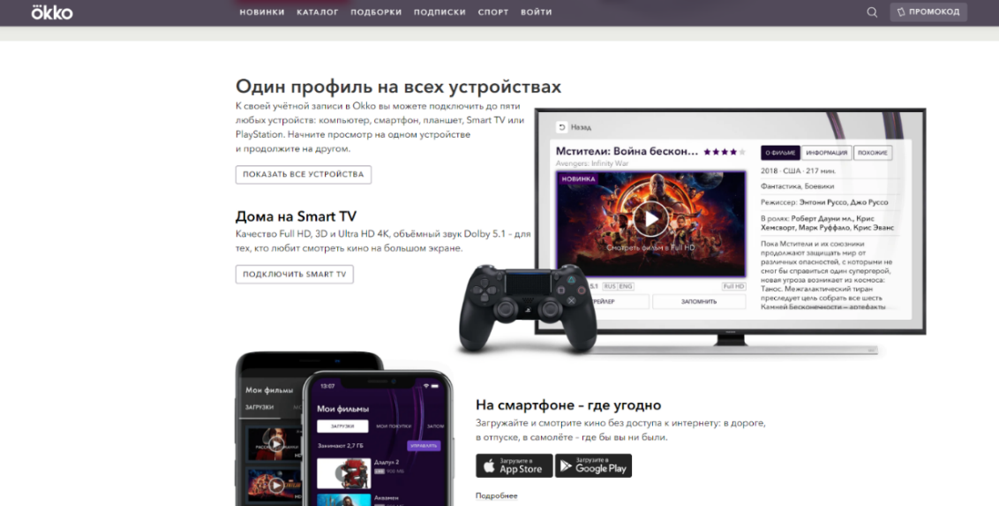 okko
НОВИНКИ КАТАЛОГ ПОДБОРКИ ПОДПИСКИ СПОРТ ВОЙТИ
ПРОМОКОД
Один профиль на всех устройствах
К своей учётной записи в Okko вы можете подключить до пяти
любых устройств: компьютер, смартфон, планшет, Smart TV или
PlayStation. Начните просмотр на одном устройстве
и продолжите на другом.
ПОКАЗАТЬ ВСЕ УСТРОЙСТВА
Дома на Smart TV
Качество Full HD, 3D и Ultra HD 4K, объёмный звук Dolby 5.1 – для
тех, кто любит смотреть кино на большом экране.
ПОДКЛЮЧИТЬ SMART TV
Назад
Мстители: Война бескон...
Avengers: Infinity War
НОВИНКА
Смотреть фильм в Full HD
5.1 RUS ENG Full HD
РЕЙЛЕР
ЗАПОМНИТЬ
О ФИЛЬМЕ ИНФОРМАЦИЯ ПОХОЖИЕ
2018 · США · 217 мин.
Фантастика, Боевики
Режиссер: Энтони Руссо, Джо Руссо
В ролях: Роберт Дауни мл., Крис
Хемсворт, Марк Руффало, Крис Эванс
Пока Мстители и их союзники
продолжают защищать мир от
различных опасностей, с которыми не
смог бы справиться один супергерой,
новая угроза возникает из космоса:
Танос. Межгалактический тиран
преследует цель собрать все шесть
Камней Бесконечности – артефакты
Мои фильмы
ЗАГРУЗКИ
13:07
Мои фильмы
ЗАГРУЗКИ МОИ ПОКУПКИ ЗАПОМ
Занимают 2,7 ГБ
УПРАВЛЯТЬ
Дэдпул 2
HD 908 МБ
Аквамен
На смартфоне – где угодно
Загружайте и смотрите кино без доступа к интернету: в дороге,
в отпуске, в самолёте – где бы вы ни были.
Загрузите в
App Store
Загрузите в
Google Play
Подробнее